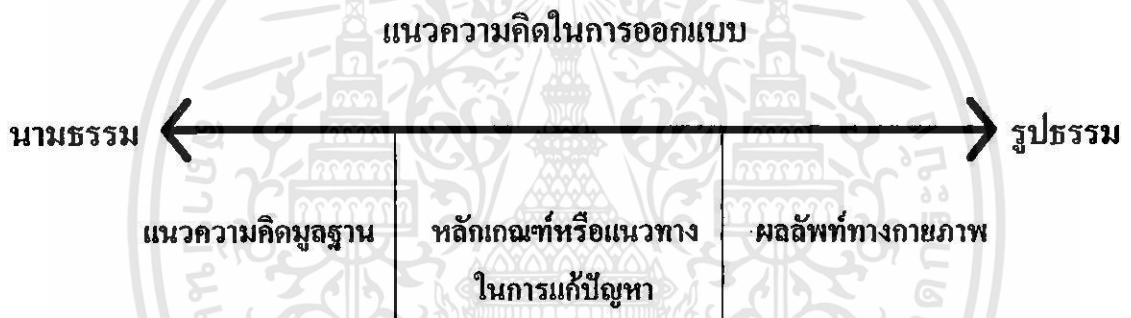 แนวความคิดในการออกแบบ
นามธรรม
รูปธรรม
แนวความคิดมูลฐาน
หลักเกณฑ์หรือแนวทาง
ในการแก้ปัญหา
ผลลัพท์ทางกายภาพ